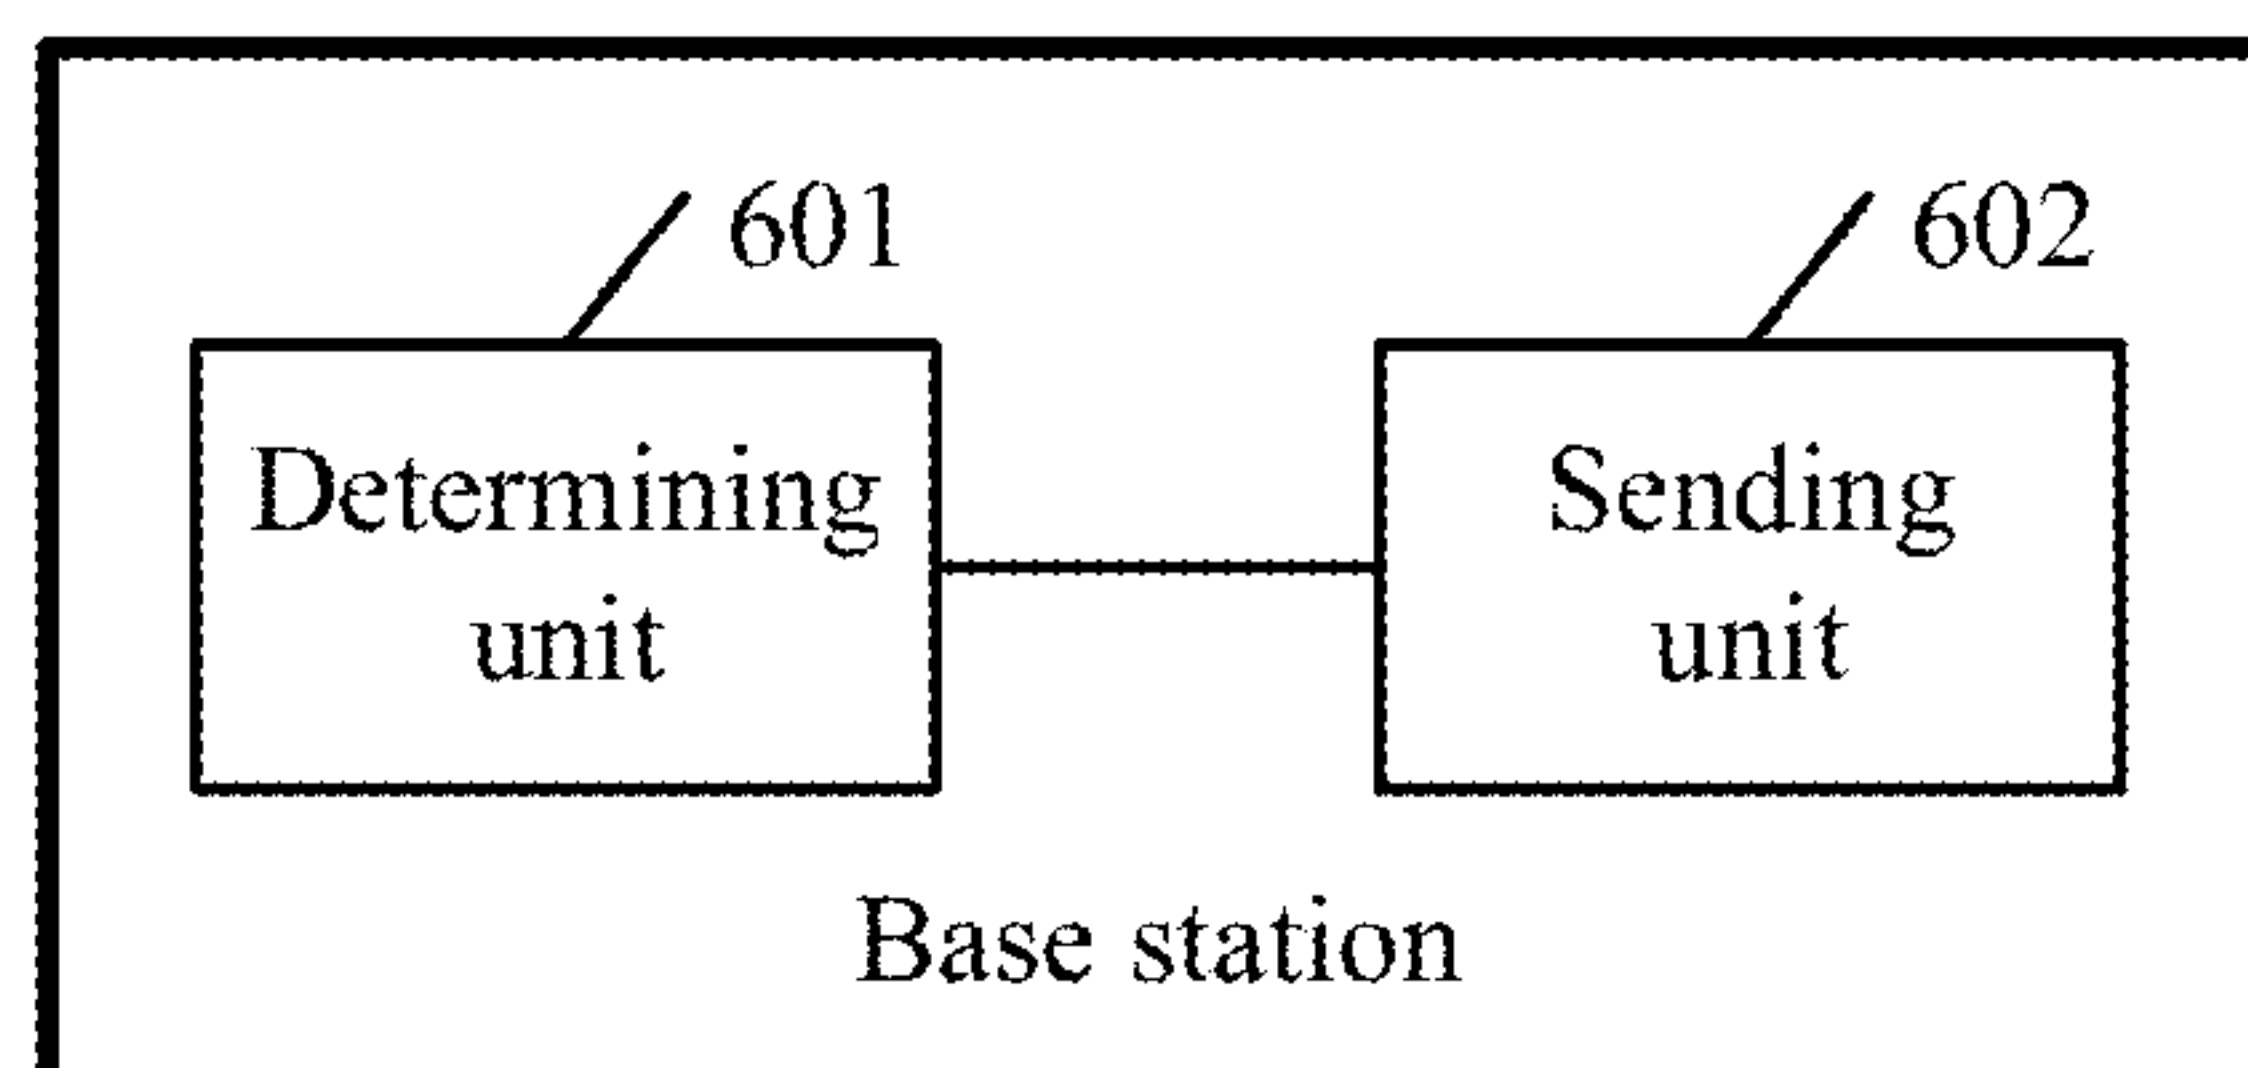 601
602
Determining
unit
Sending
unit
Base station